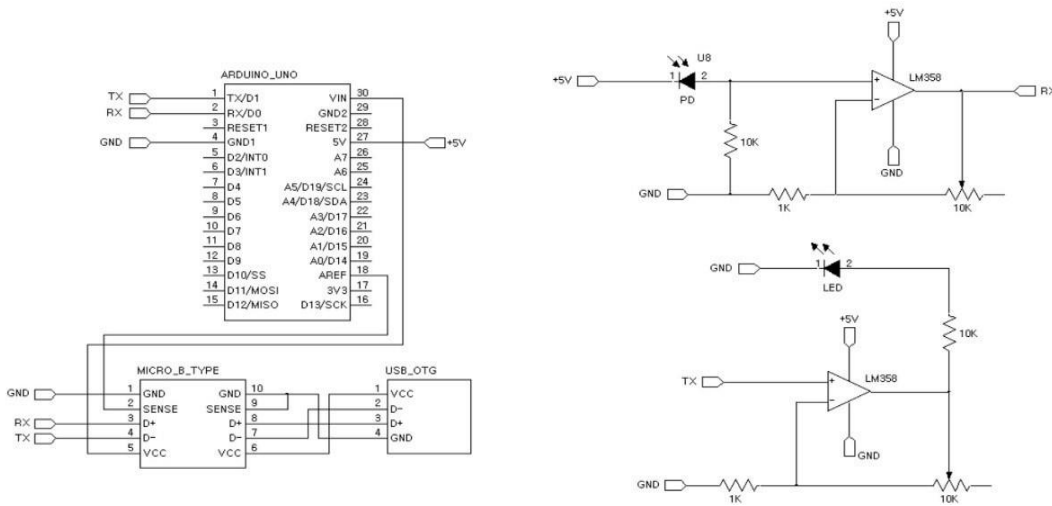 ARDUINO_UNO
TX 1 TX/D1 VIN 30
RX 2 RX/D0 GND2 29
3 RESET1 RESET2 28
GND 4 GND1 5V 27 +5V
5 D2/INT0 A7 26
6 D3/INT1 A6 25
7 D4 A5/D19/SCL 24
8 D5 A4/D18/SDA 23
9 D6 A3/D17 22
10 D7 A2/D16 21
11 D8 A1/D15 20
12 D9 A0/D14 19
13 D10/SS AREF 18
14 D11/MOSI 3V3 17
15 D12/MISO D13/SCK 16
MICRO_B_TYPE
GND 1 GND GND 10
2 SENSE SENSE 9
RX 3 D+ D+ 8
TX 4 D- D- 7
5 VCC VCC 6
USB_OTG
1 VCC
2 D-
3 D+
4 GND
+5V
U8
+5V 1 2 + LM358
PD
- RX
10K
GND
GND
1K 10K
GND 1 2
LED
+5V 10K
TX + LM358
-
GND
GND
1K 10K